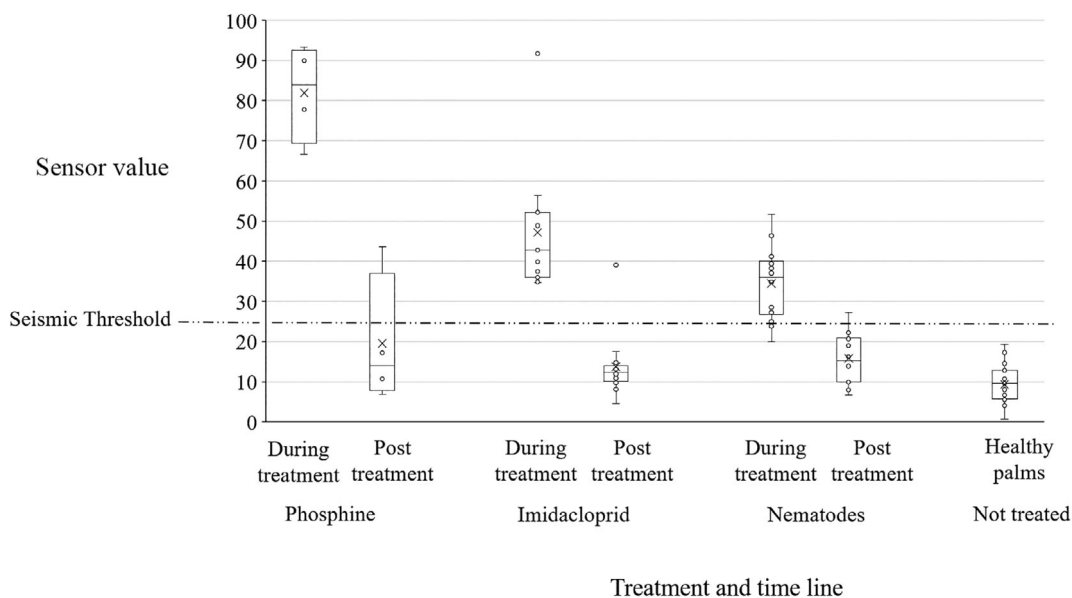 100
90
80
70
60
50
40
30
20
10
0
Sensor value
Seismic Threshold
During treatment
Post treatment
During treatment
Post treatment
During treatment
Post treatment
Healthy palms
Phosphine
Imidacloprid
Nematodes
Not treated
Treatment and time line